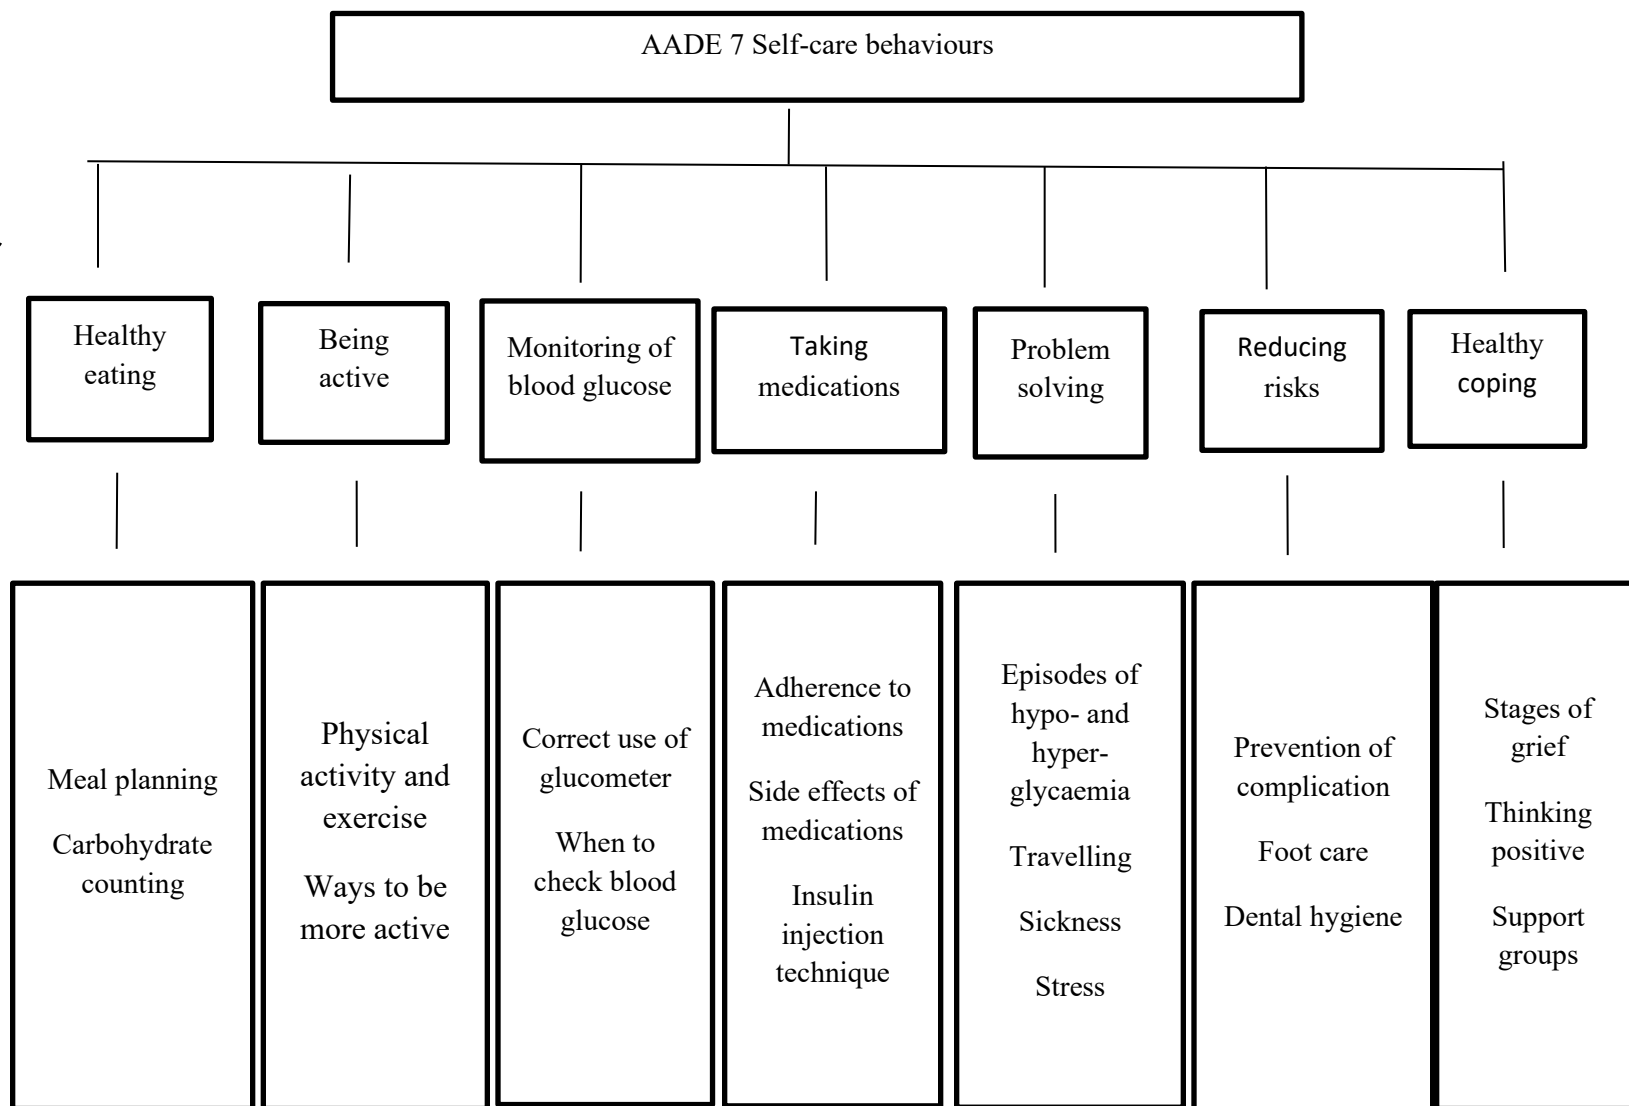 AADE 7 Self-care behaviours
Healthy
eating
Being
active
Monitoring of
blood glucose
Taking
medications
Problem
solving
Reducing
risks
Healthy
coping
Meal planning
Carbohydrate
counting
Physical
activity and
exercise
Ways to be
more active
Correct use of
glucometer
When to
check blood
glucose
Adherence to
medications
Side effects of
medications
Insulin
injection
technique
Episodes of
hypo- and
hyper-
glycaemia
Travelling
Sickness
Stress
Prevention of
complication
Foot care
Dental hygiene
Stages of
grief
Thinking
positive
Support
groups